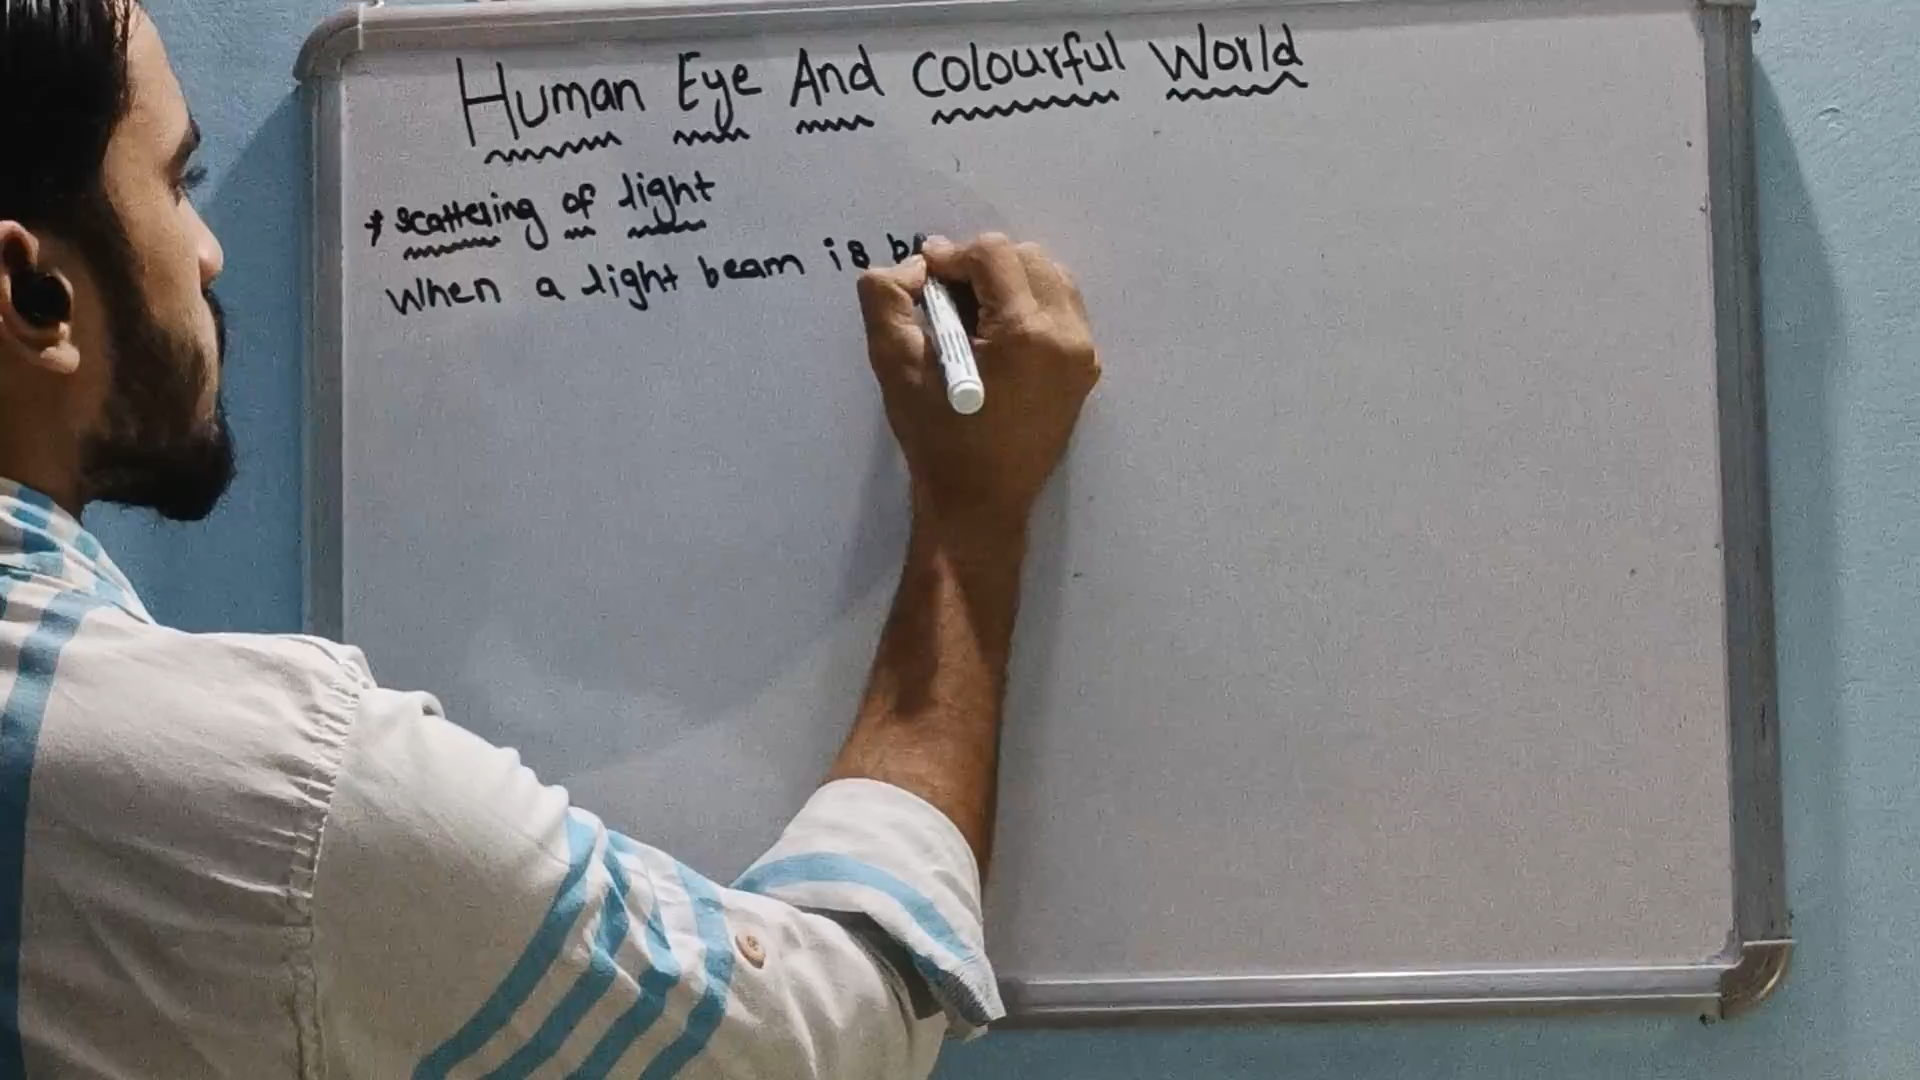 Human Eye And Colourful World
* Scattering of light
When a light beam is